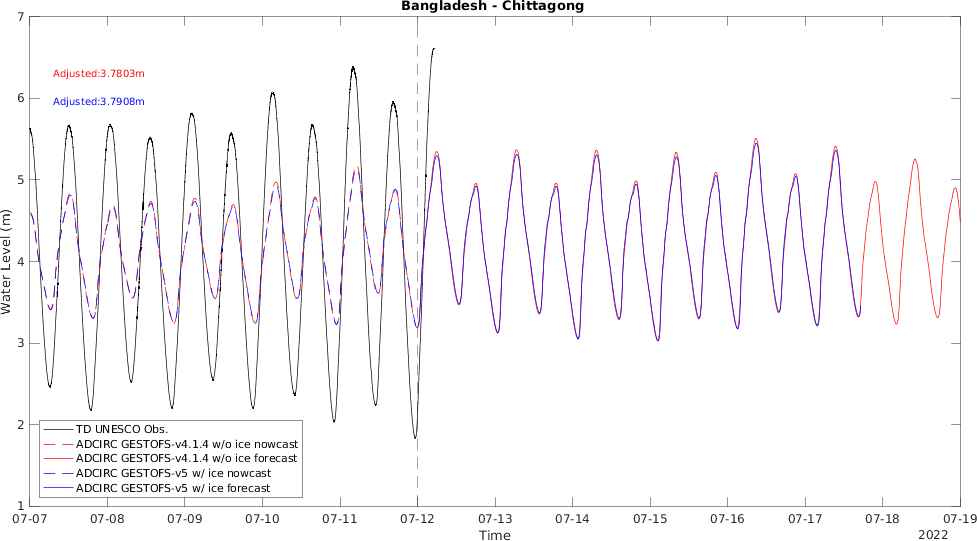 Bangladesh - Chittagong
7
6
5
4
3
2
1
Water Level (m)
Adjusted:3.7803m
Adjusted:3.7908m
TD UNESCO Obs.
ADCIRC GESTOFS-v4.1.4 w/o ice nowcast
ADCIRC GESTOFS-v4.1.4 w/o ice forecast
ADCIRC GESTOFS-v5 w/ ice nowcast
ADCIRC GESTOFS-v5 w/ ice forecast
07-07 07-08 07-09 07-10 07-11 07-12 07-13 07-14 07-15 07-16 07-17 07-18 07-19
Time
2022